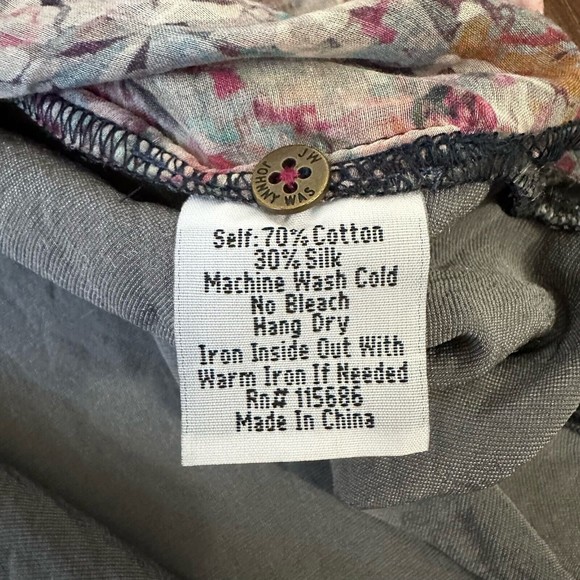 JW
JOHNNY WAS
Self: 70% Cotton
30% Silk
Machine Wash Cold
No Bleach
Hang Dry
Iron Inside Out With
Warm Iron If Needed
Rn# 115686
Made In China